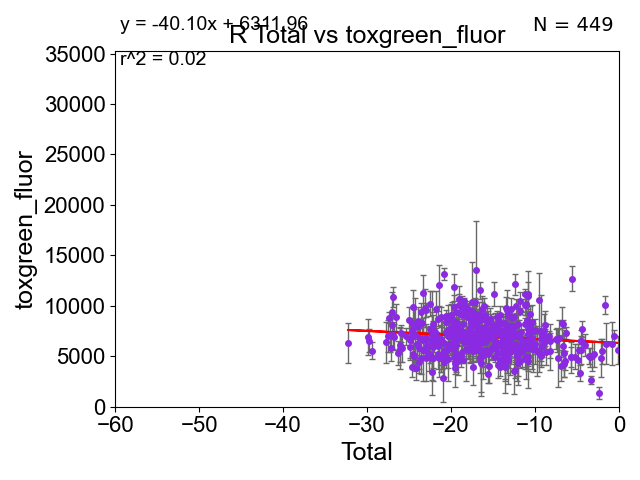 y = -40.10x + 6311.96
N = 449
R Total vs toxgreen_fluor
r^2 = 0.02
35000
30000
25000
20000
15000
10000
5000
0
toxgreen_fluor
−60 −50 −40 −30 −20 −10 0
Total